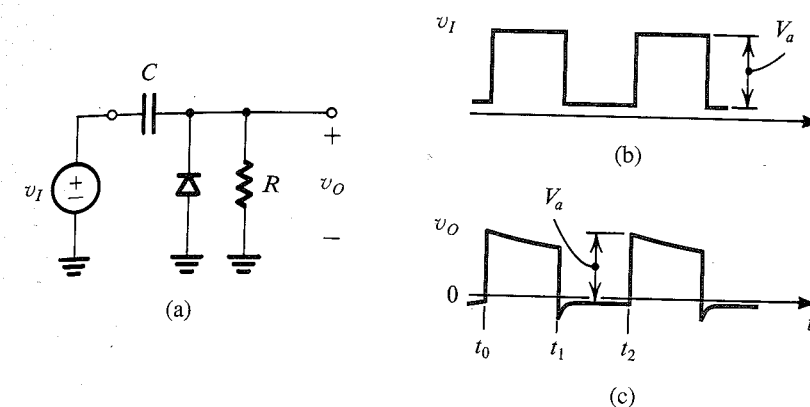 C
v_I
+
−
R
+
v_O
−
(a)
v_I
V_a
(b)
v_O
V_a
0
t
t_0
t_1
t_2
(c)